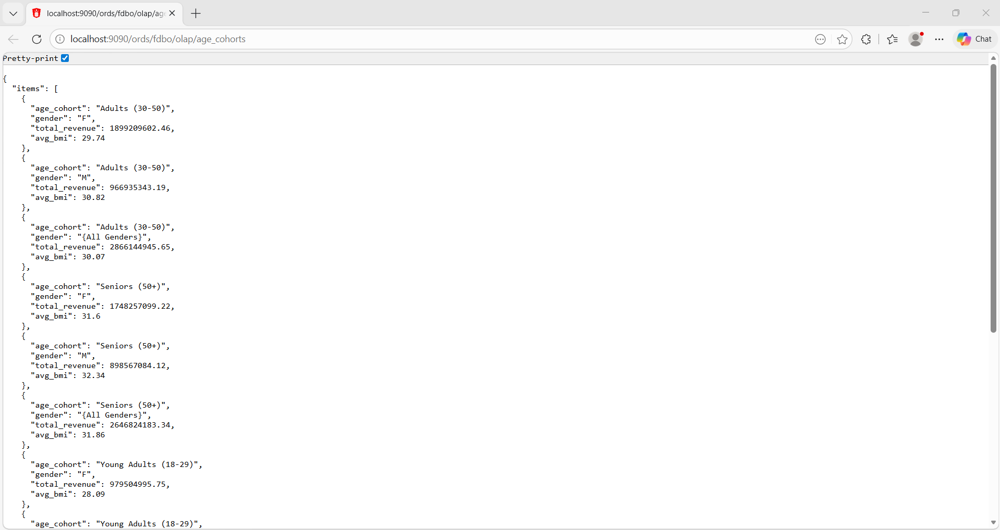 localhost:9090/ords/fdbo/olap/ag
localhost:9090/ords/fdbo/olap/age_cohorts
Chat
Pretty-print
{
  "items": [
    {
      "age_cohort": "Adults (30-50)",
      "gender": "F",
      "total_revenue": 1899209602.46,
      "avg_bmi": 29.74
    },
    {
      "age_cohort": "Adults (30-50)",
      "gender": "M",
      "total_revenue": 966935343.19,
      "avg_bmi": 30.82
    },
    {
      "age_cohort": "Adults (30-50)",
      "gender": "{All Genders}",
      "total_revenue": 2866144945.65,
      "avg_bmi": 30.07
    },
    {
      "age_cohort": "Seniors (50+)",
      "gender": "F",
      "total_revenue": 1748257099.22,
      "avg_bmi": 31.6
    },
    {
      "age_cohort": "Seniors (50+)",
      "gender": "M",
      "total_revenue": 898567084.12,
      "avg_bmi": 32.34
    },
    {
      "age_cohort": "Seniors (50+)",
      "gender": "{All Genders}",
      "total_revenue": 2646824183.34,
      "avg_bmi": 31.86
    },
    {
      "age_cohort": "Young Adults (18-29)",
      "gender": "F",
      "total_revenue": 979504995.75,
      "avg_bmi": 28.09
    },
    {
      "age_cohort": "Young Adults (18-29)",